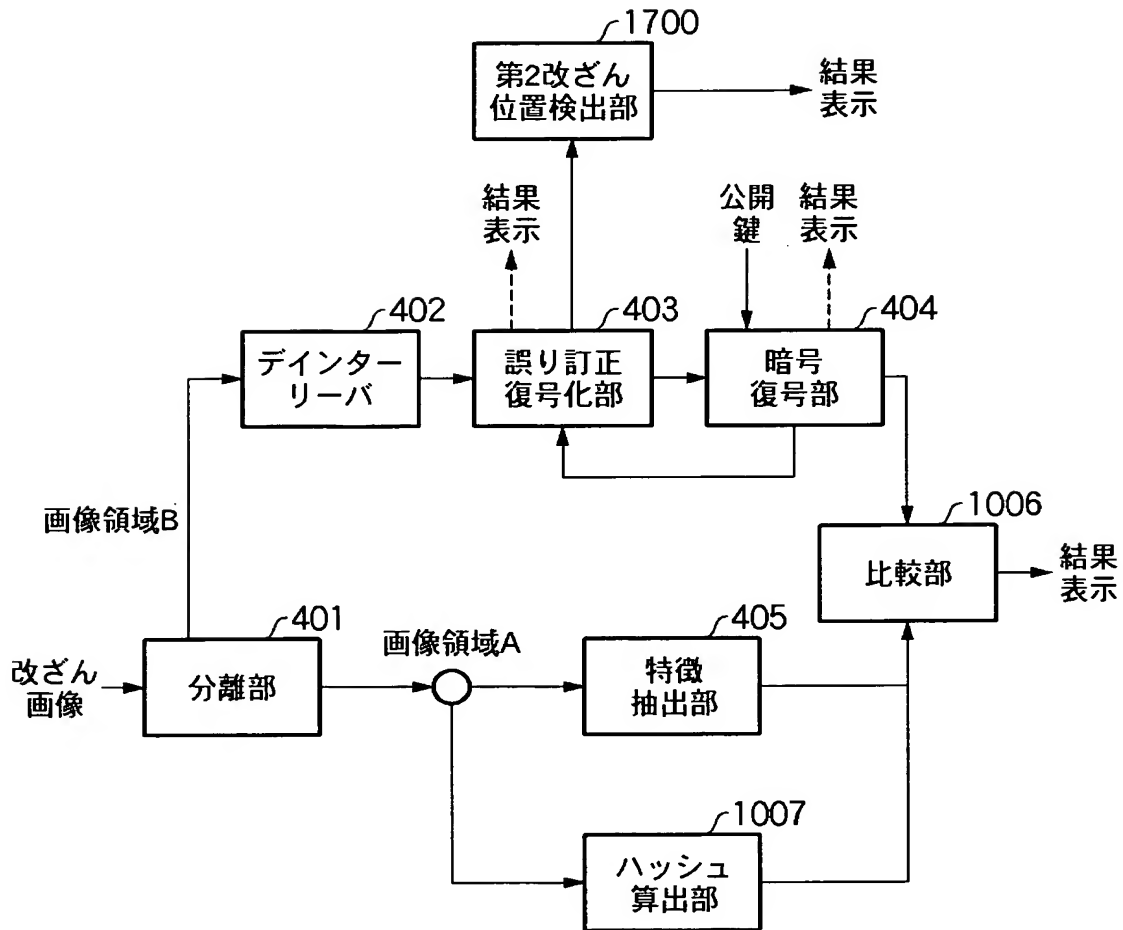 1700
第2改ざん
位置検出部
結果
表示
結果
表示
公開
鍵
結果
表示
402
デインター
リーバ
403
誤り訂正
復号化部
404
暗号
復号部
画像領域B
1006
比較部
結果
表示
改ざん
画像
401
分離部
画像領域A
405
特徴
抽出部
1007
ハッシュ
算出部